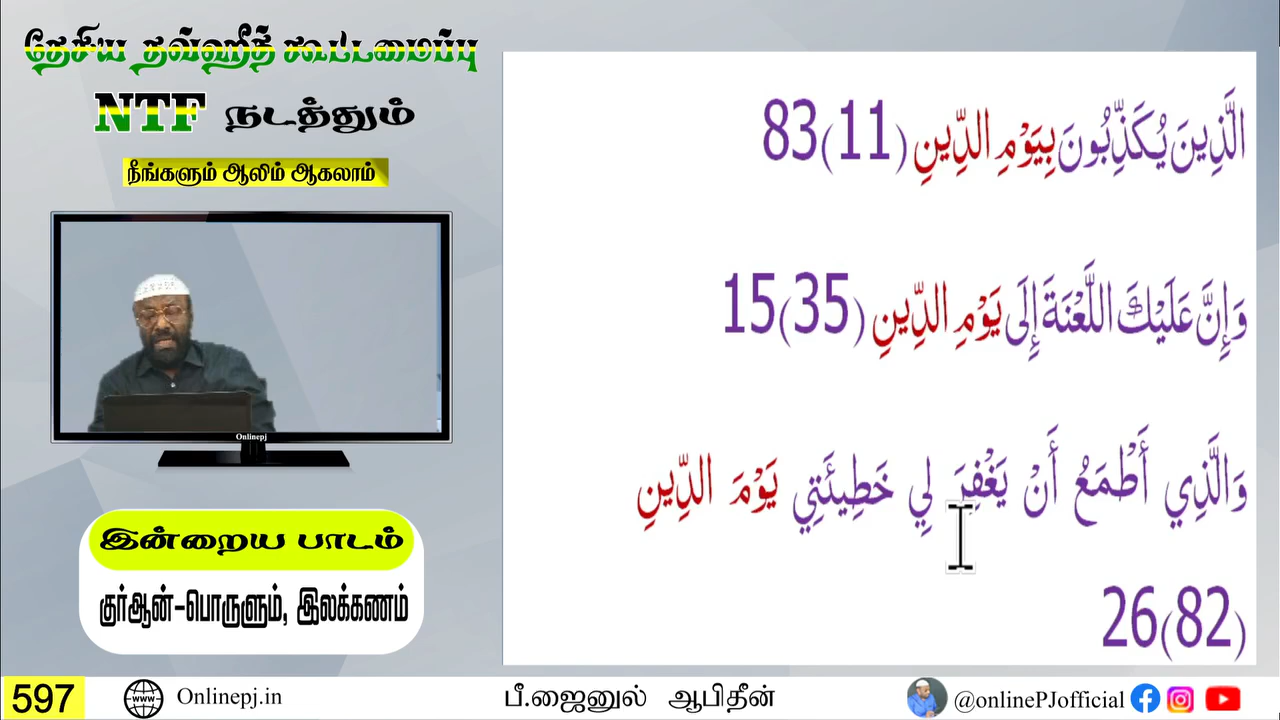 தேசிய தவ்ஹீத் கூட்டமைப்பு
NTF நடத்தும்
நீங்களும் ஆலிம் ஆகலாம்
Onlinepj
இன்றைய பாடம்
குர்ஆன்-பொருளும், இலக்கணம்
الَّذِينَ يُكَذِّبُونَ بِيَوْمِ الدِّينِ (11)83
وَإِنَّ عَلَيْكَ اللَّعْنَةَ إِلَى يَوْمِ الدِّينِ (35)15
وَالَّذِي أَطْمَعُ أَنْ يَغْفِرَ لِي خَطِيئَتِي يَوْمَ الدِّينِ
(82)26
597
www
Onlinepj.in
பீ.ஜைனுல் ஆபிதீன்
@onlinePJofficial